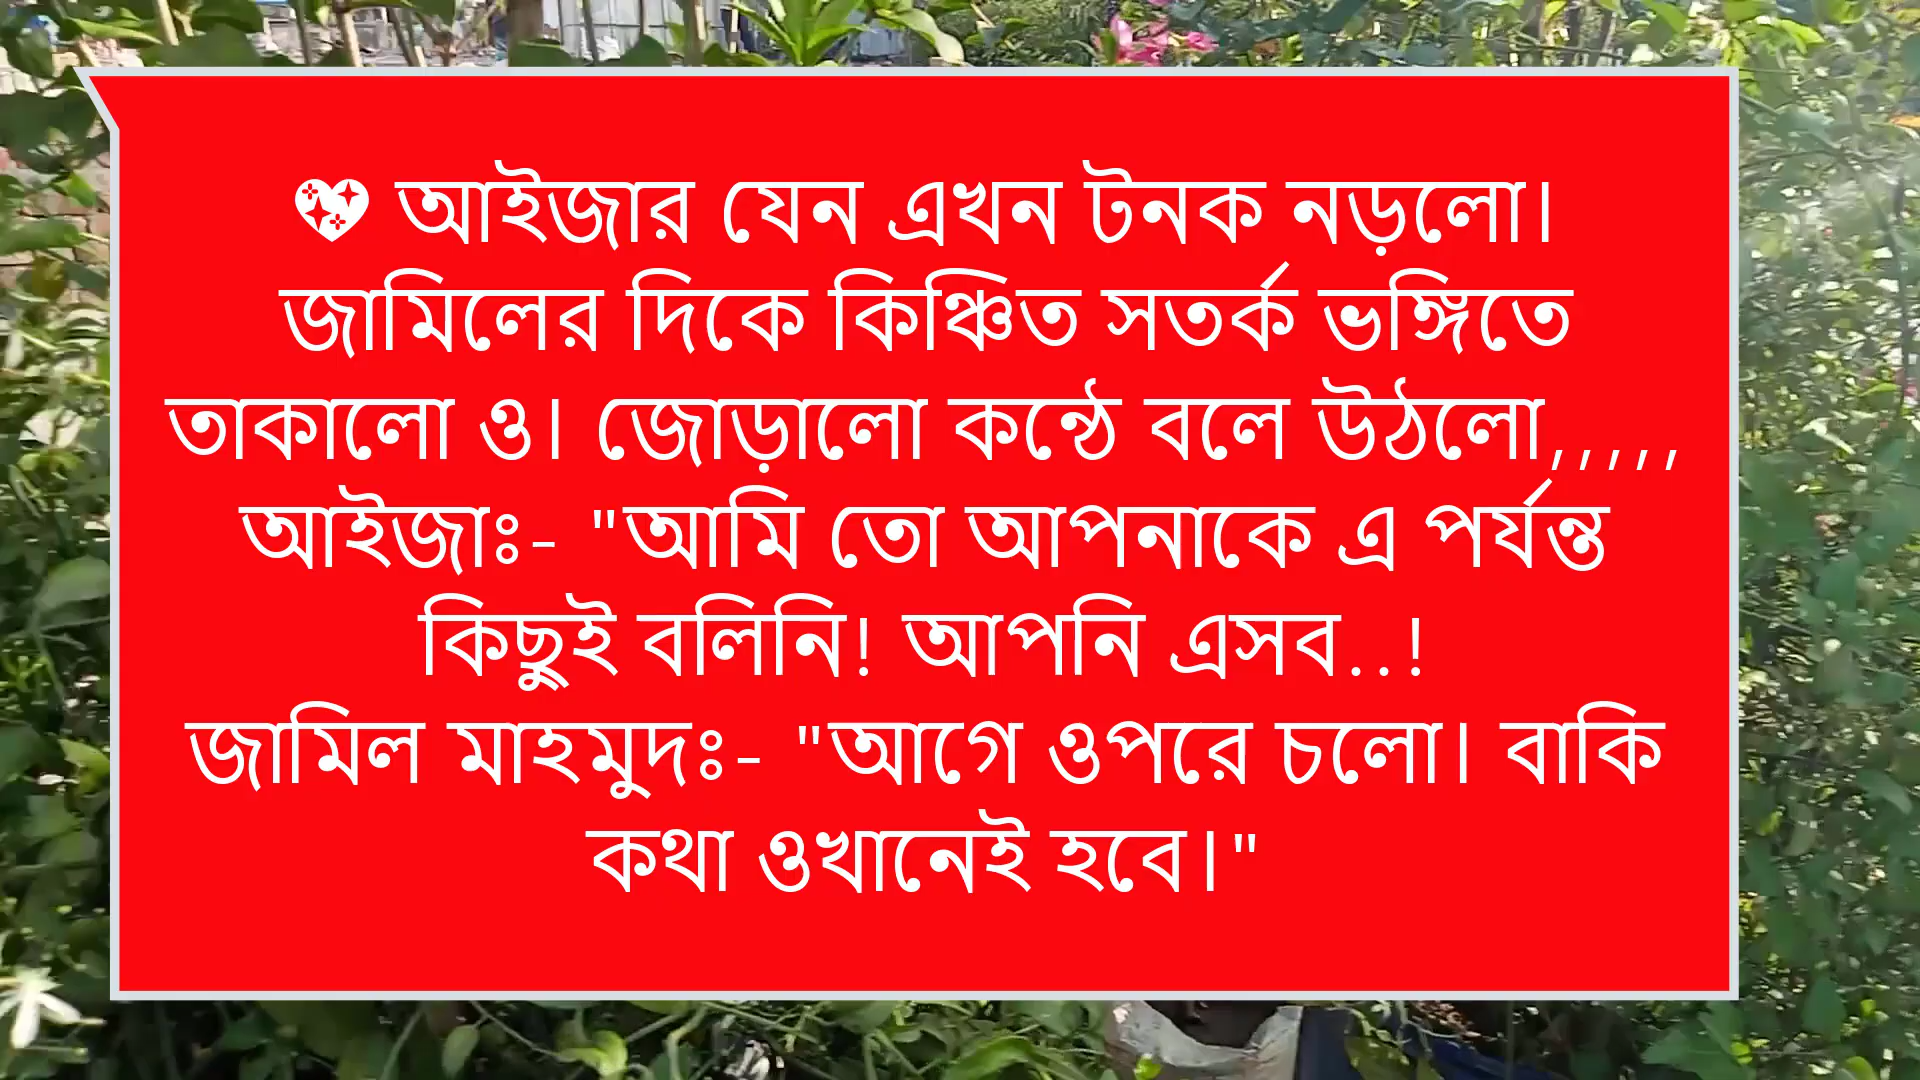 💖 আইজার যেন এখন টনক নড়লো।
জামিলের দিকে কিঞ্চিত সতর্ক ভঙ্গিতে
তাকালো ও। জোড়ালো কন্ঠে বলে উঠলো,,,,,
আইজাঃ- "আমি তো আপনাকে এ পর্যন্ত
কিছুই বলিনি! আপনি এসব..!
জামিল মাহমুদঃ- "আগে ওপরে চলো। বাকি
কথা ওখানেই হবে।"